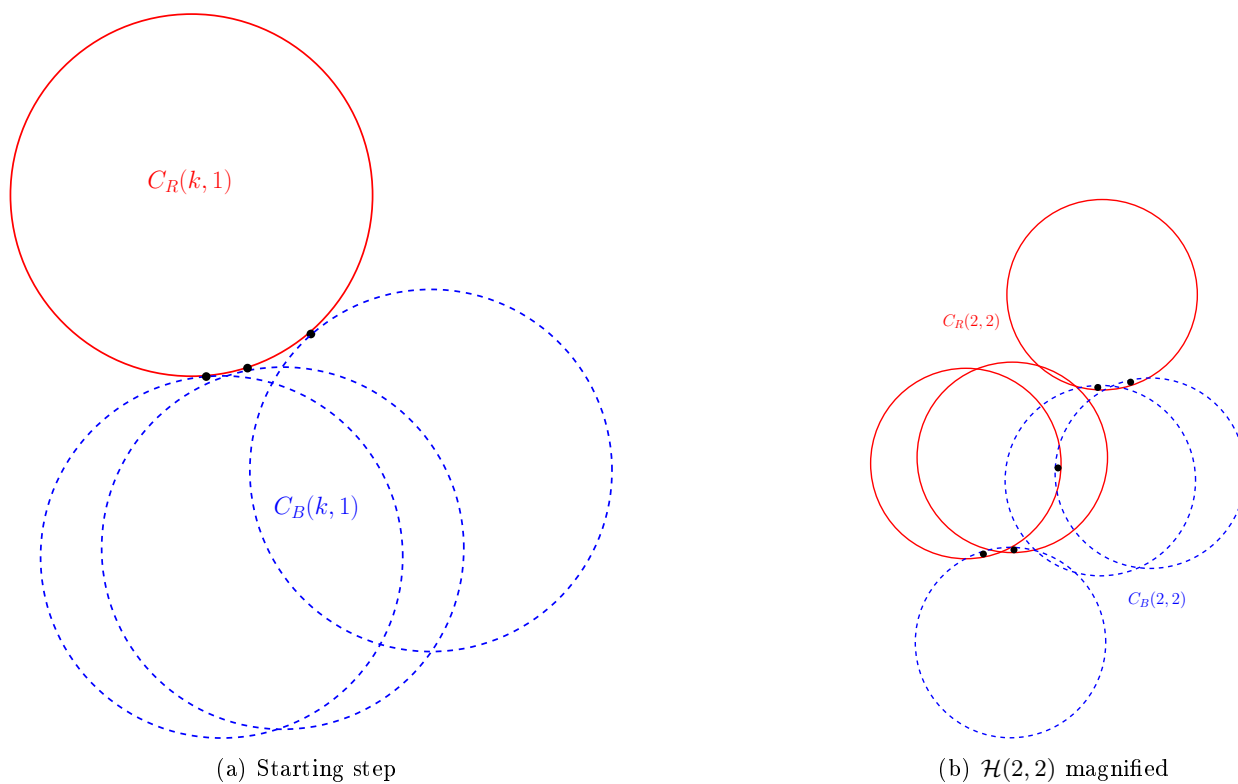 C_R(k, 1)
C_B(k, 1)
(a) Starting step
C_R(2, 2)
C_B(2, 2)
(b) ℋ(2, 2) magnified